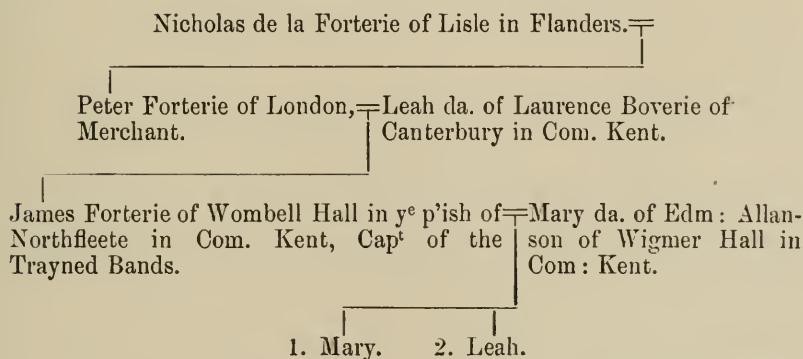 Nicholas de la Forterie of Lisle in Flanders.
Peter Forterie of London, Leah da. of Laurence Boverie of
Merchant. Canterbury in Com. Kent.
James Forterie of Wombell Hall in yᵉ p'ish of Mary da. of Edm : Allan-
Northfleete in Com. Kent, Capᵗ of the son of Wigmer Hall in
Trayned Bands. Com : Kent.
1. Mary. 2. Leah.